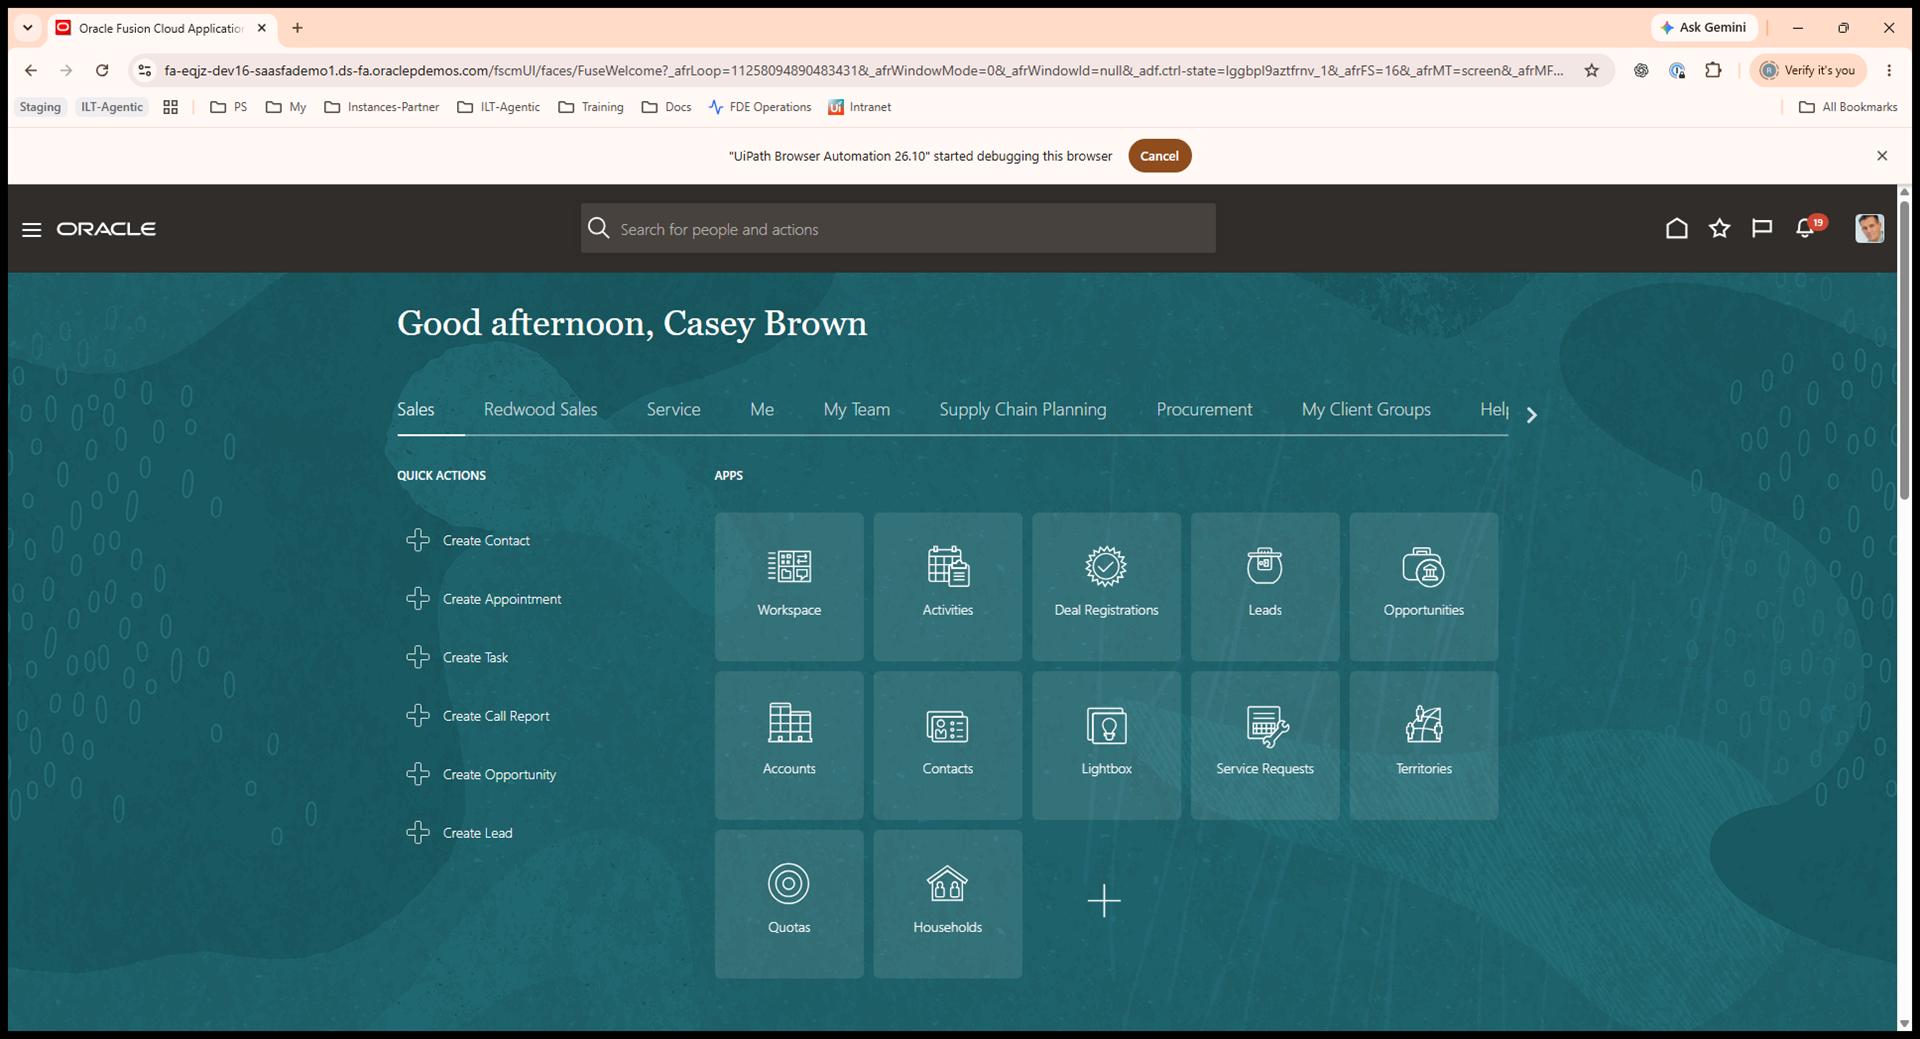 Oracle Fusion Cloud Application
Ask Gemini
fa-eqjz-dev16-saasfademo1.ds-fa.oraclepdemos.com/fscmUI/faces/FuseWelcome?_afrLoop=11258094890483431&_afrWindowMode=0&_afrWindowId=null&_adf.ctrl-state=lggbpl9aztfrnv_1&_afrFS=16&_afrMT=screen&_afrMF...
Verify it's you
Staging
ILT-Agentic
PS
My
Instances-Partner
ILT-Agentic
Training
Docs
FDE Operations
Ui
Intranet
All Bookmarks
"UiPath Browser Automation 26.10" started debugging this browser
Cancel
ORACLE
Search for people and actions
19
Good afternoon, Casey Brown
Sales
Redwood Sales
Service
Me
My Team
Supply Chain Planning
Procurement
My Client Groups
Help
QUICK ACTIONS
APPS
Create Contact
Create Appointment
Create Task
Create Call Report
Create Opportunity
Create Lead
Workspace
Activities
Deal Registrations
Leads
Opportunities
Accounts
Contacts
Lightbox
Service Requests
Territories
Quotas
Households